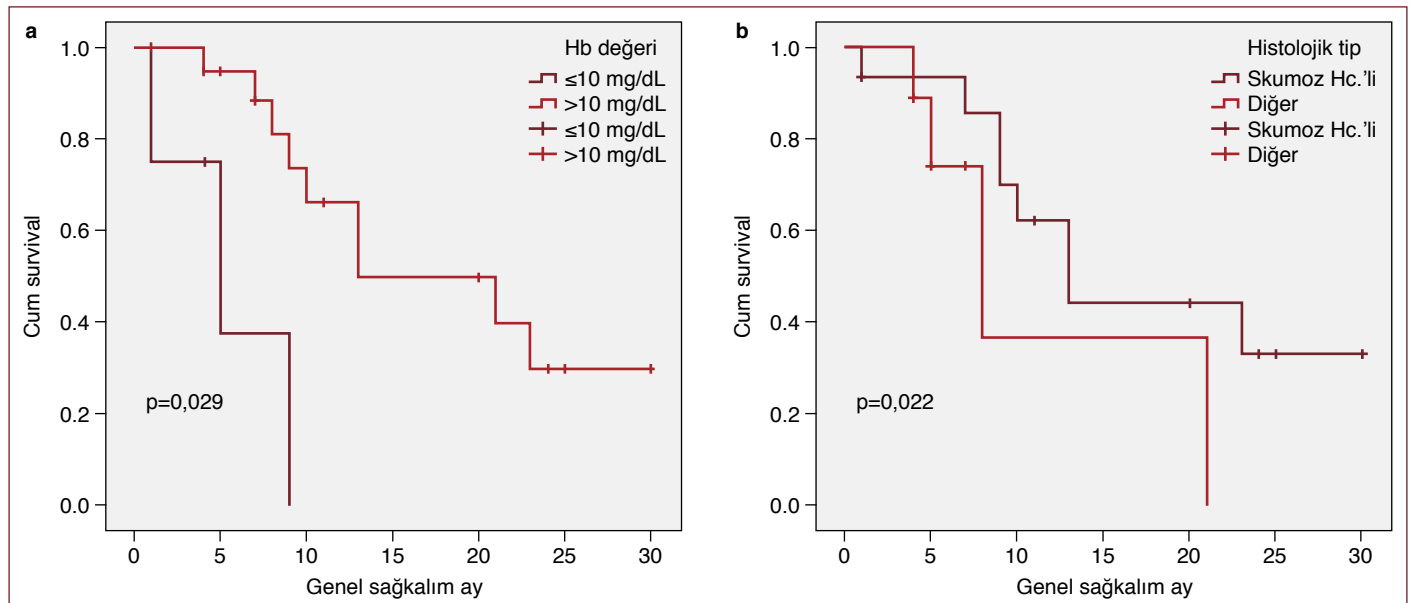 a
Hb değeri
≤10 mg/dL
>10 mg/dL
≤10 mg/dL
>10 mg/dL
1.0
0.8
0.6
0.4
0.2
0.0
Cum survival
p=0,029
0 5 10 15 20 25 30
Genel sağkalım ay
b
Histolojik tip
Skumoz Hc.'li
Diğer
Skumoz Hc.'li
Diğer
1.0
0.8
0.6
0.4
0.2
0.0
Cum survival
p=0,022
0 5 10 15 20 25 30
Genel sağkalım ay